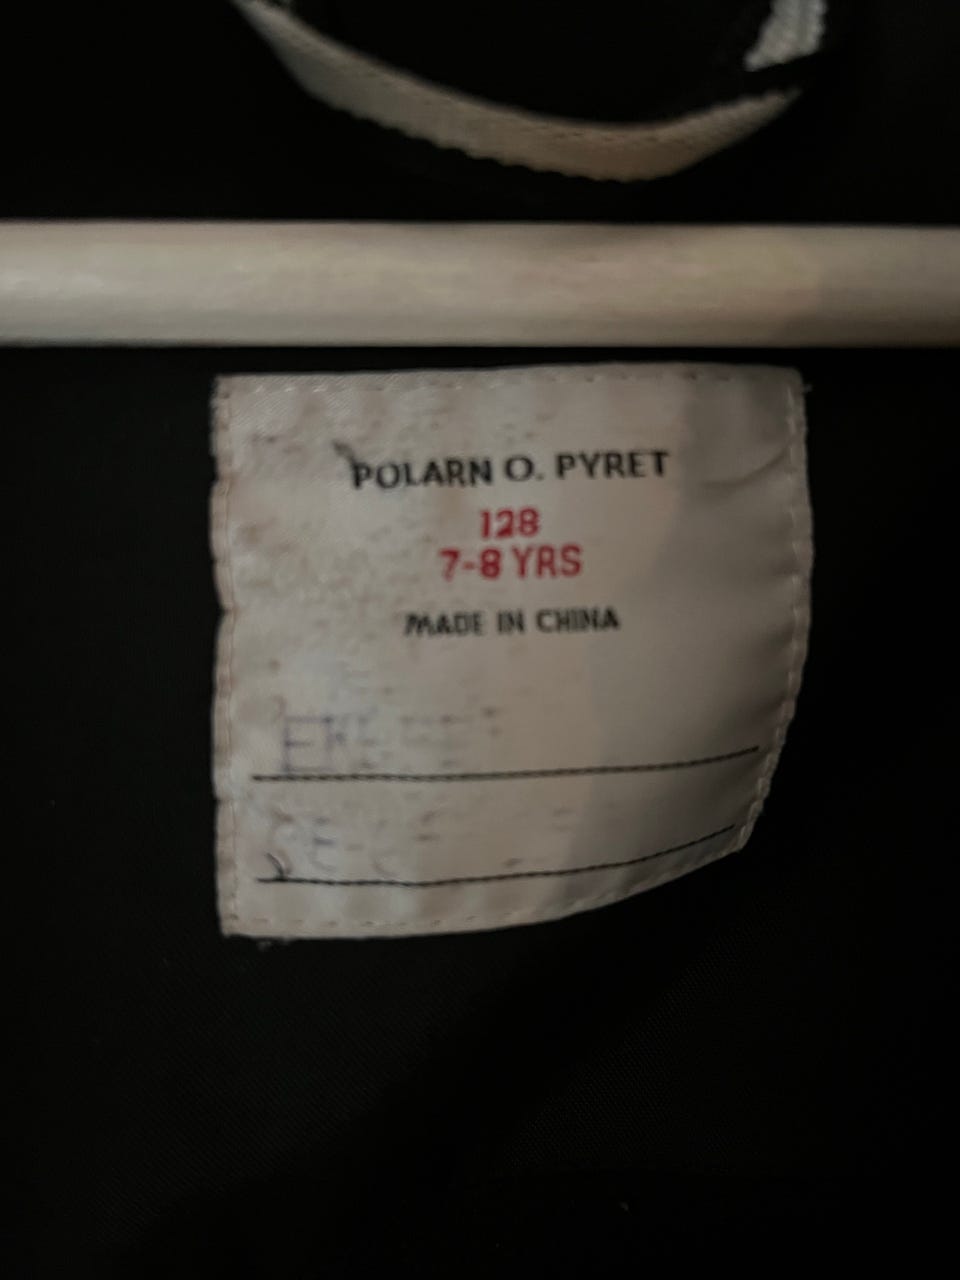 POLARN O. PYRET
128
7-8 YRS
MADE IN CHINA